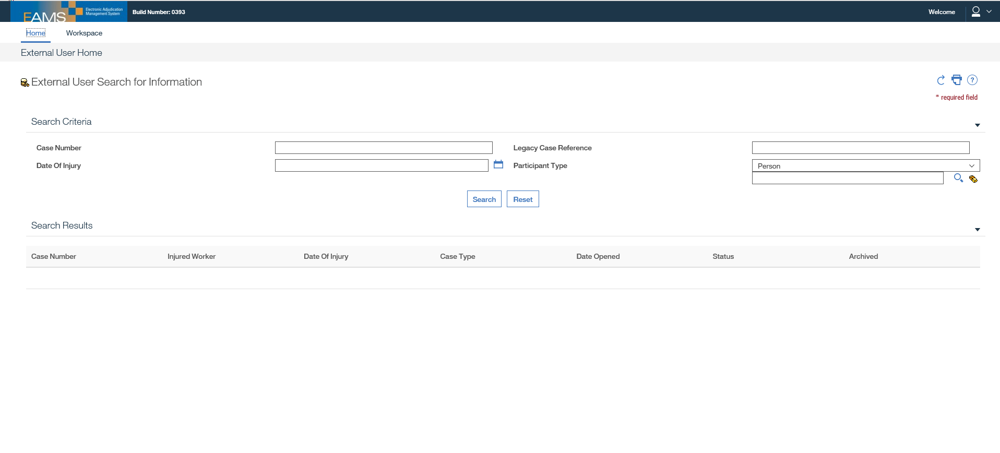 EAMS Electronic Adjudication
Management System
Build Number: 0393
Welcome
Home Workspace
External User Home
External User Search for Information
?
* required field
Search Criteria
Case Number Legacy Case Reference
Date Of Injury Participant Type Person
Search Reset
Search Results
Case Number Injured Worker Date Of Injury Case Type Date Opened Status Archived